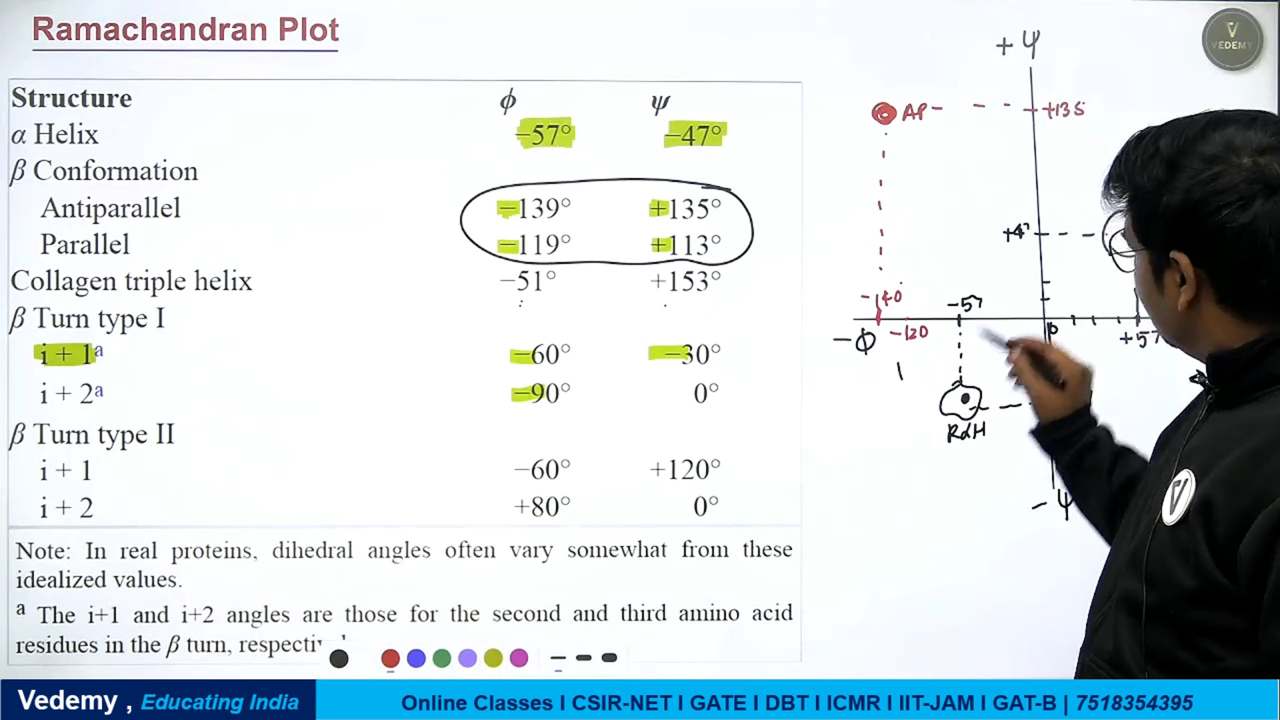 Ramachandran Plot
Structure ϕ ψ
α Helix −57° −47°
β Conformation
Antiparallel −139° +135°
Parallel −119° +113°
Collagen triple helix −51° +153°
β Turn type I
i + 1ᵃ −60° −30°
i + 2ᵃ −90° 0°
β Turn type II
i + 1 −60° +120°
i + 2 +80° 0°
Note: In real proteins, dihedral angles often vary somewhat from these
idealized values.
ᵃ The i+1 and i+2 angles are those for the second and third amino acid
residues in the β turn,
+ψ
AP
+135
-140
-120
-57
-ϕ
+57
RαH
-ψ
VEDEMY
Vedemy , Educating India
Online Classes I CSIR-NET I GATE I DBT I ICMR I IIT-JAM I GAT-B | 7518354395